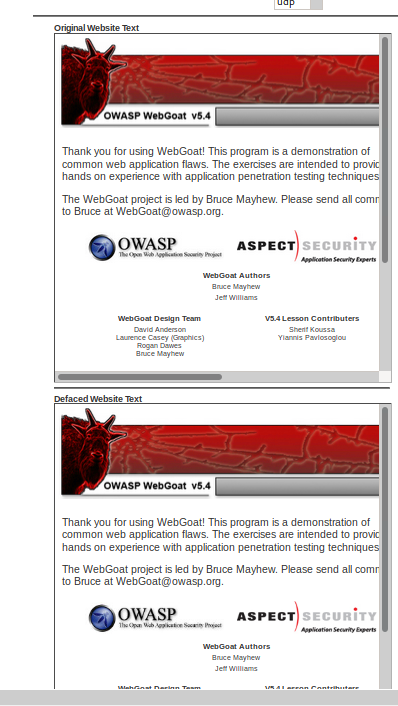 udp
Original Website Text
OWASP WebGoat v5.4
Thank you for using WebGoat! This program is a demonstration of
common web application flaws. The exercises are intended to provid
hands on experience with application penetration testing techniques
The WebGoat project is led by Bruce Mayhew. Please send all comm
to Bruce at WebGoat@owasp.org.
OWASP
The Open Web Application Security Project
ASPECT SECURITY
Application Security Experts
WebGoat Authors
Bruce Mayhew
Jeff Williams
WebGoat Design Team
David Anderson
Laurence Casey (Graphics)
Rogan Dawes
Bruce Mayhew
V5.4 Lesson Contributers
Sherif Koussa
Yiannis Pavlosoglou
Defaced Website Text
OWASP WebGoat v5.4
Thank you for using WebGoat! This program is a demonstration of
common web application flaws. The exercises are intended to provid
hands on experience with application penetration testing techniques
The WebGoat project is led by Bruce Mayhew. Please send all comm
to Bruce at WebGoat@owasp.org.
OWASP
The Open Web Application Security Project
ASPECT SECURITY
Application Security Experts
WebGoat Authors
Bruce Mayhew
Jeff Williams
WebGoat Design Team
V5.4 Lesson Contributers